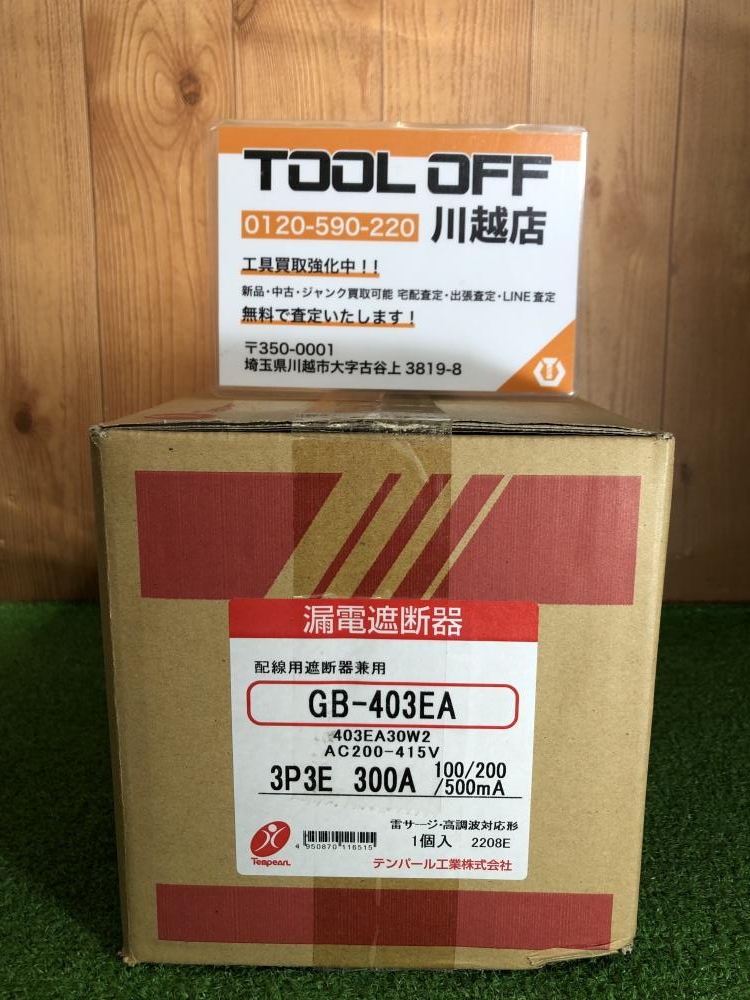 TOOL OFF
0120-590-220 川越店
工具買取強化中!!
新品・中古・ジャンク買取可能 宅配査定・出張査定・LINE査定
無料で査定いたします!
〒350-0001
埼玉県川越市大字古谷上 3819-8
漏電遮断器
配線用遮断器兼用
GB-403EA
403EA30W2
AC200-415V
3P3E 300A 100/200
/500mA
雷サージ・高調波対応形
1個入 2208E
Tempearl
4 950870 116515
テンパール工業株式会社